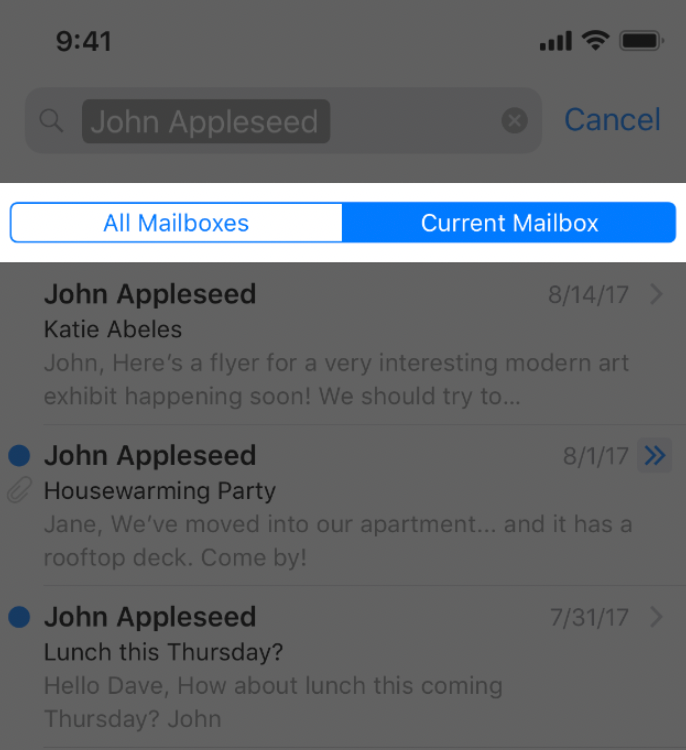 9:41
John Appleseed
Cancel
All Mailboxes
Current Mailbox
John Appleseed 8/14/17
Katie Abeles
John, Here's a flyer for a very interesting modern art
exhibit happening soon! We should try to...
John Appleseed 8/1/17
Housewarming Party
Jane, We've moved into our apartment... and it has a
rooftop deck. Come by!
John Appleseed 7/31/17
Lunch this Thursday?
Hello Dave, How about lunch this coming
Thursday? John